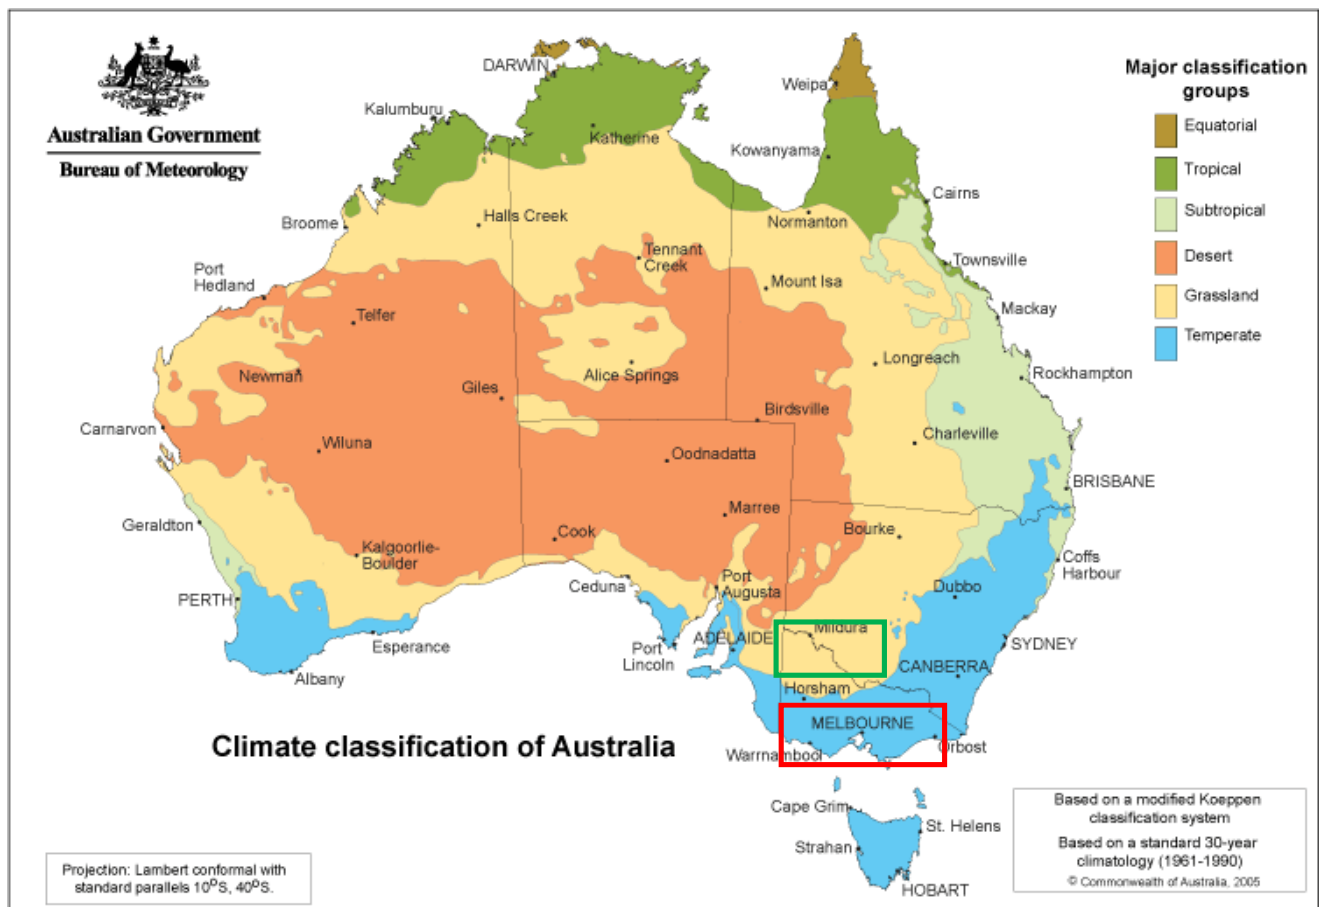 Australian Government
Bureau of Meteorology
Major classification
groups
Equatorial
Tropical
Subtropical
Desert
Grassland
Temperate
DARWIN
Weipa
Kalumburu
Katherine
Kowanyama
Cairns
Broome
Halls Creek
Normanton
Tennant
Creek
Townsville
Port
Hedland
Mount Isa
Mackay
Telfer
Longreach
Newman
Alice Springs
Rockhampton
Giles
Birdsville
Carnarvon
Charleville
Wiluna
Oodnadatta
BRISBANE
Marree
Geraldton
Cook
Bourke
Kalgoorlie-
Boulder
Coffs
Harbour
Ceduna
Port
Augusta
Dubbo
PERTH
Mildura
ADELAIDE
SYDNEY
Esperance
Port
Lincoln
CANBERRA
Albany
Horsham
MELBOURNE
Climate classification of Australia
Warrnambool
Orbost
Cape Grim
St. Helens
Strahan
HOBART
Based on a modified Koeppen
classification system
Based on a standard 30-year
climatology (1961-1990)
© Commonwealth of Australia, 2005
Projection: Lambert conformal with
standard parallels 10°S, 40°S.